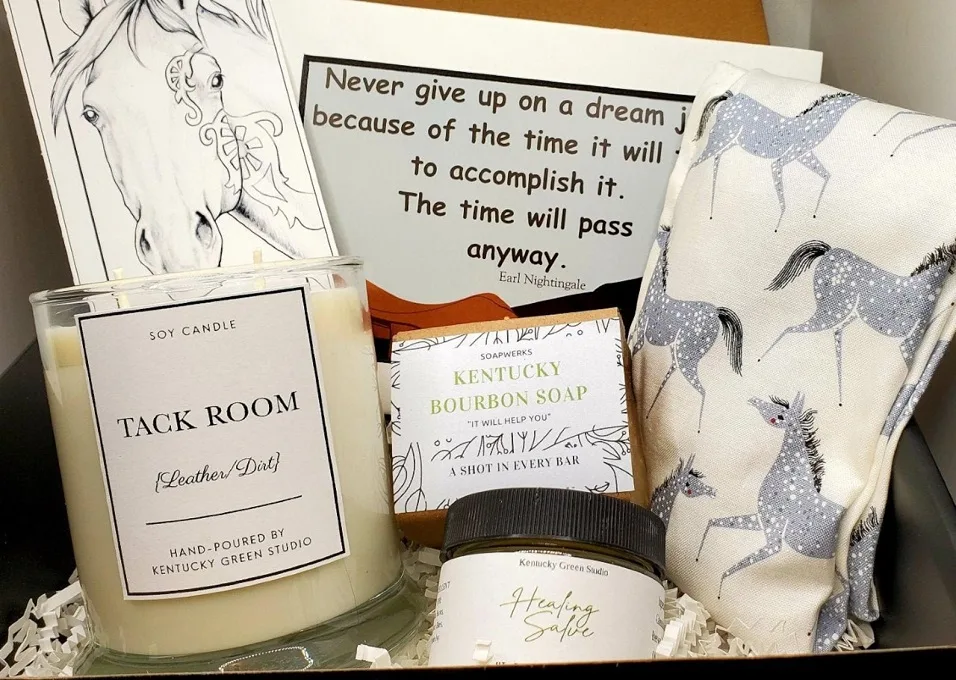 Never give up on a dream
because of the time it will
to accomplish it.
The time will pass
anyway.
Earl Nightingale
SOY CANDLE
TACK ROOM
{Leather/Dirt}
HAND-POURED BY
KENTUCKY GREEN STUDIO
SOAPWERKS
KENTUCKY
BOURBON SOAP
"IT WILL HELP YOU"
A SHOT IN EVERY BAR
Kentucky Green Studio
Healing
Salve